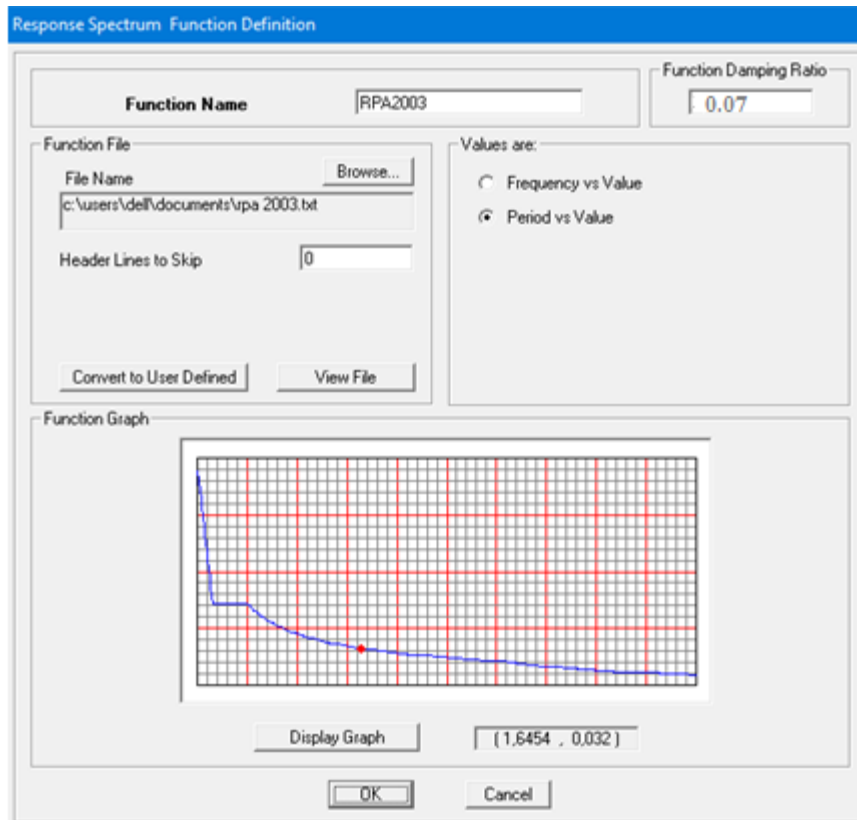 Response Spectrum Function Definition
Function Damping Ratio
Function Name
RPA2003
0.07
Function File
Values are:
File Name
Browse...
c:\users\dell\documents\rpa 2003.txt
Header Lines to Skip
0
Frequency vs Value
Period vs Value
Convert to User Defined
View File
Function Graph
Display Graph
(1,6454 , 0,032)
OK
Cancel